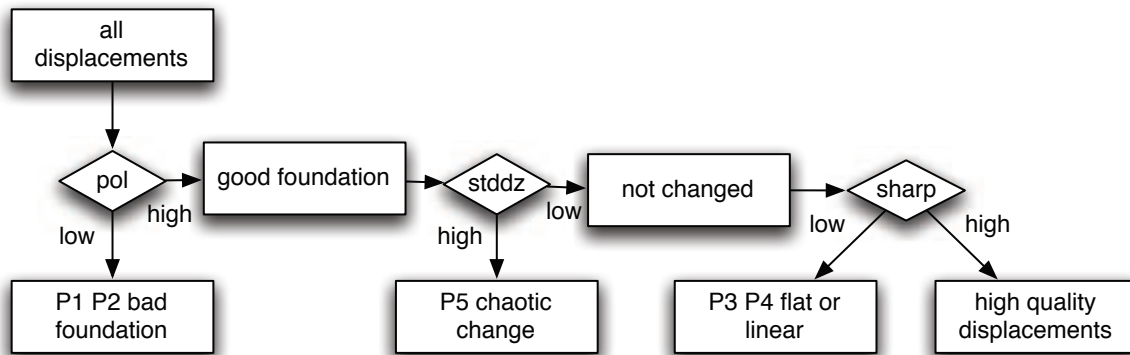 all
displacements
pol
high
low
good foundation
stddz
low
high
not changed
sharp
low
high
P1 P2 bad
foundation
P5 chaotic
change
P3 P4 flat or
linear
high quality
displacements